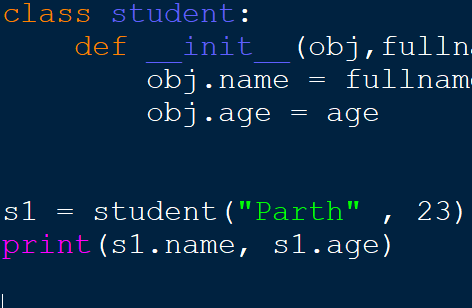 class student:
    def __init__(obj,fulln
        obj.name = fullnam
        obj.age = age
s1 = student("Parth" , 23)
print(s1.name, s1.age)